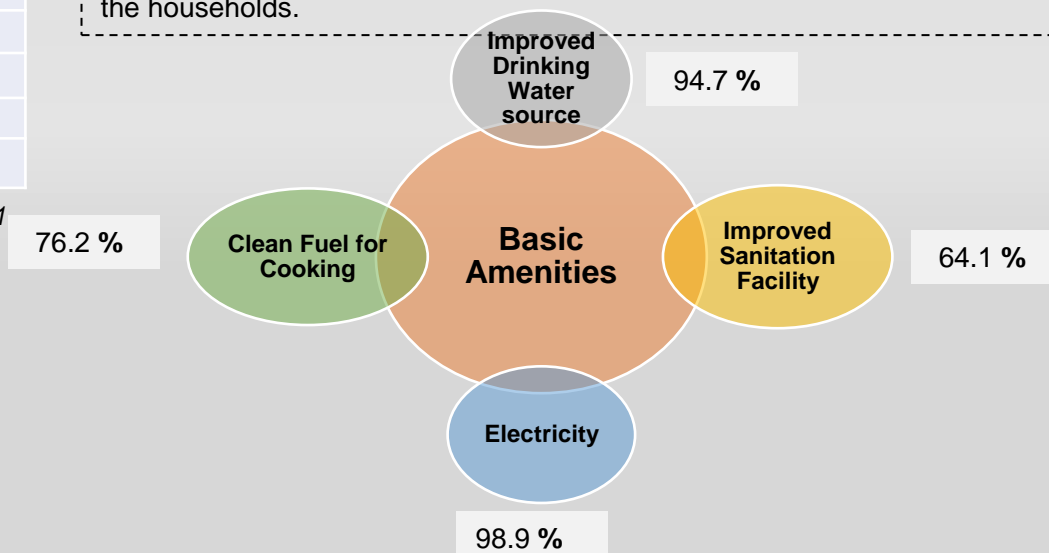 the households.
Improved
Drinking
Water
source
94.7 %
1
76.2 %
Clean Fuel for
Cooking
Basic
Amenities
Improved
Sanitation
Facility
64.1 %
Electricity
98.9 %